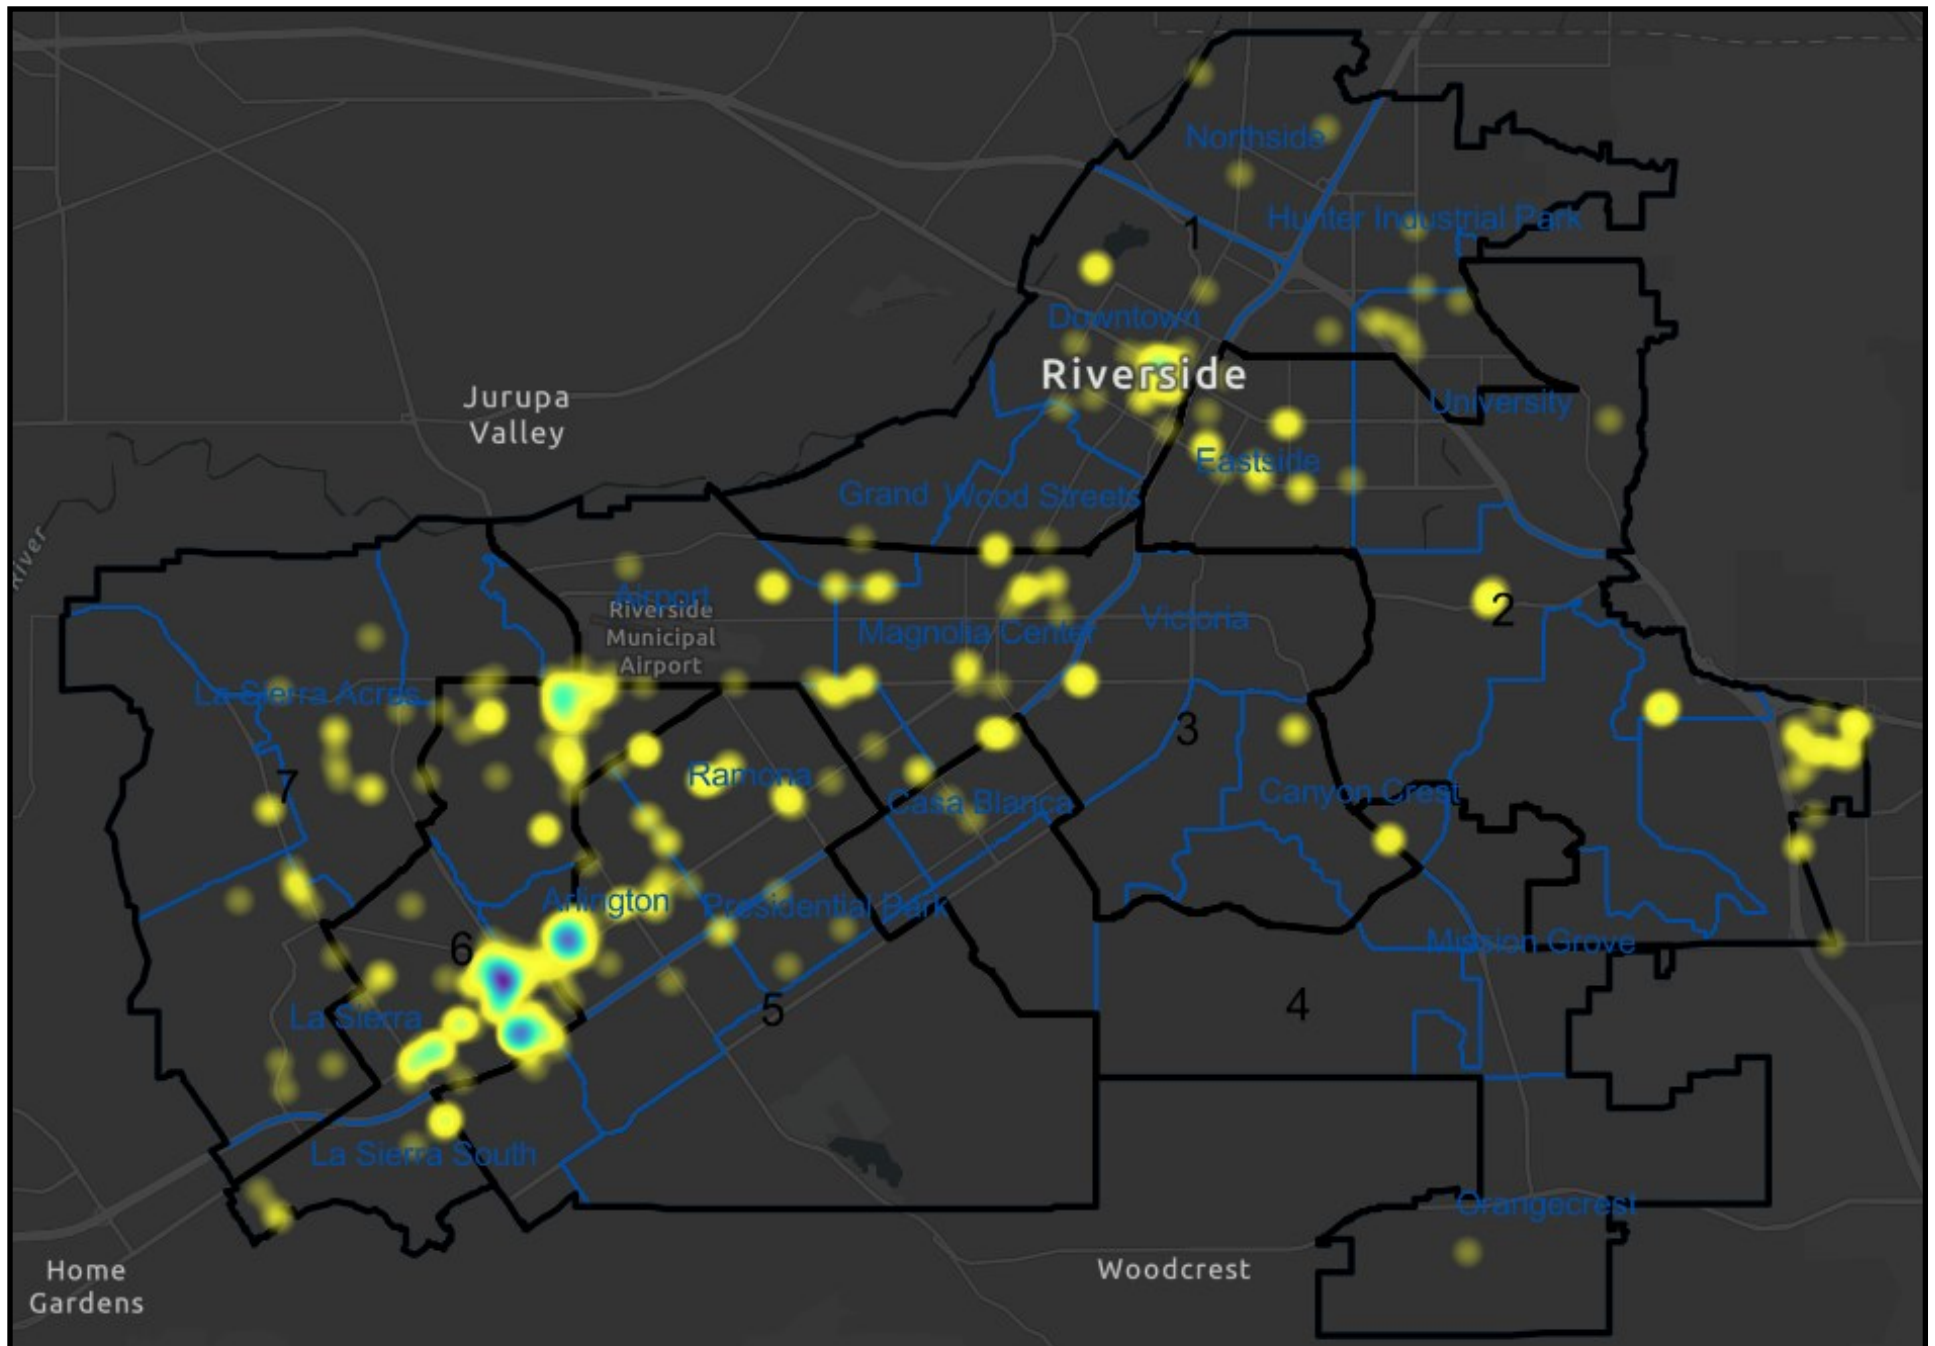 Northside
Hunter Industrial Park
1
Downtown
Riverside
Jurupa
Valley
University
Eastside
Grand
Wood Streets
River
Airport
Riverside
Municipal
Airport
Magnolia Center
Victoria
2
La Sierra Acres
3
7
Ramona
Casa Blanca
Canyon Crest
Arlington
Presidential Park
6
Mission Grove
La Sierra
5
4
La Sierra South
Orangecrest
Home
Gardens
Woodcrest